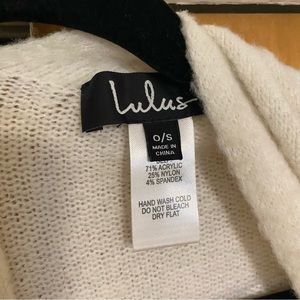 Lulus
O/S
MADE IN
CHINA
71% ACRYLIC
25% NYLON
4% SPANDEX
HAND WASH COLD
DO NOT BLEACH
DRY FLAT